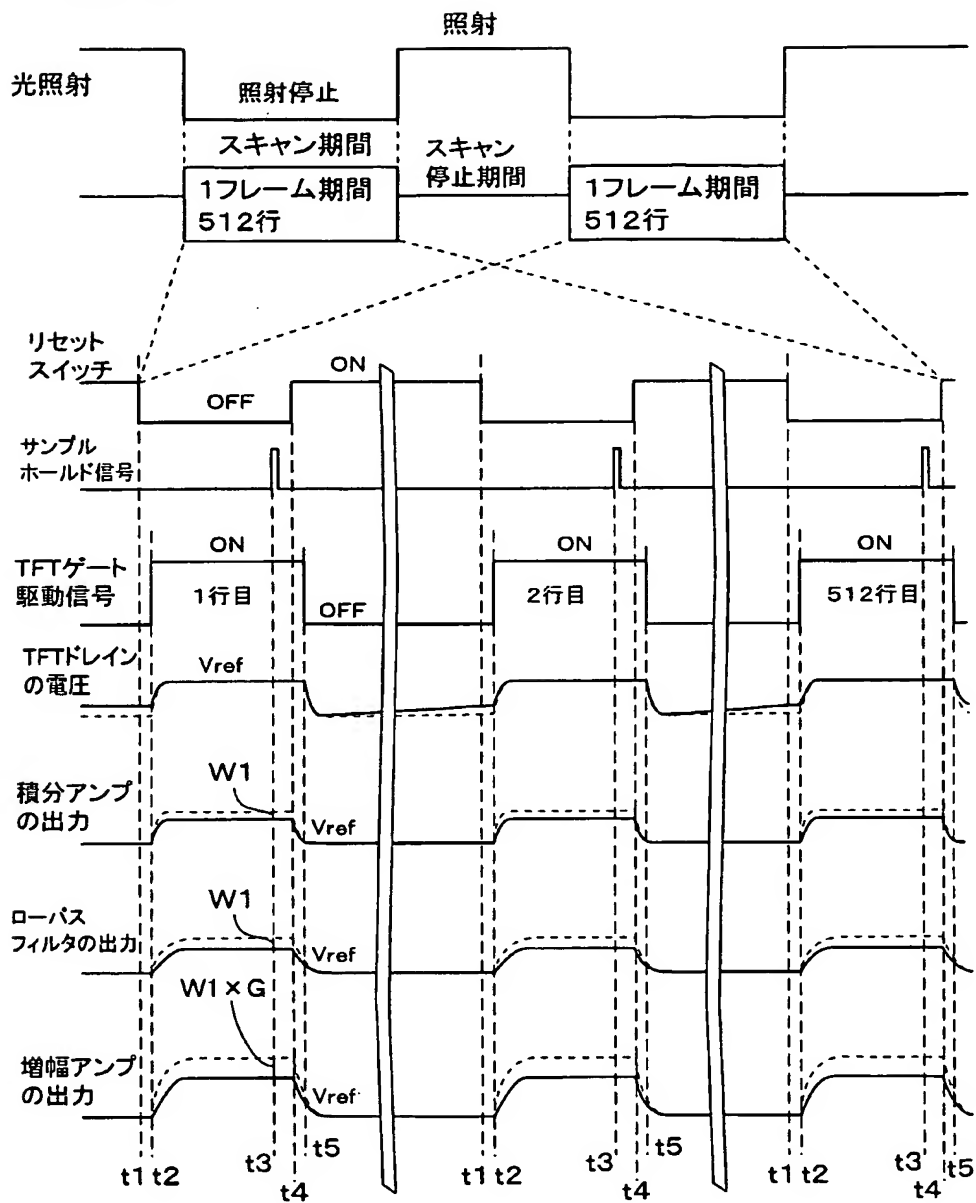 照射
光照射
照射停止
スキャン期間
スキャン
停止期間
1フレーム期間
512行
1フレーム期間
512行
リセット
スイッチ
ON
OFF
サンプル
ホールド信号
TFTゲート
駆動信号
ON
ON
ON
1行目
OFF
2行目
512行目
TFTドレイン
の電圧
Vref
積分アンプ
の出力
W1
Vref
ローパス
フィルタの出力
W1
Vref
W1×G
増幅アンプ
の出力
Vref
t1 t2 t3 t4 t5
t1 t2 t3 t4 t5
t1 t2 t3 t4 t5